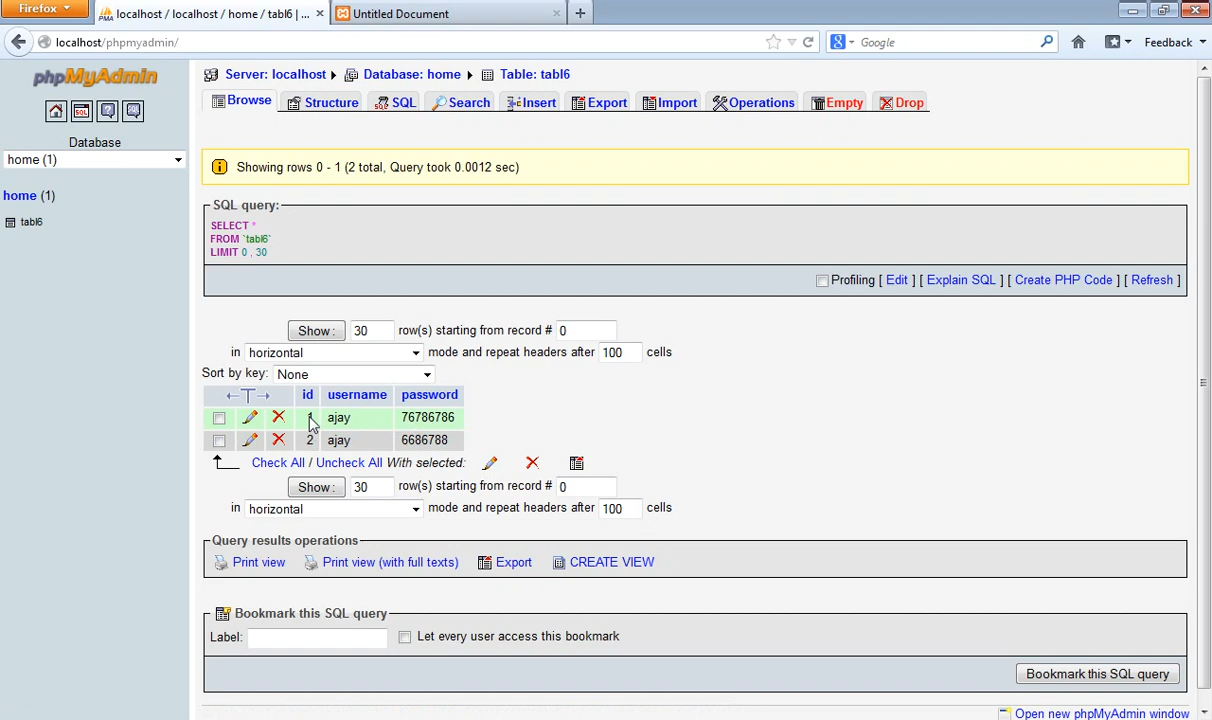 Firefox
localhost / localhost / home / tabl6 | ...
Untitled Document
localhost/phpmyadmin/
Google
Feedback
phpMyAdmin
Server: localhost
Database: home
Table: tabl6
Browse
Structure
SQL
Search
Insert
Export
Import
Operations
Empty
Drop
Database
home (1)
home (1)
tabl6
Showing rows 0 - 1 (2 total, Query took 0.0012 sec)
SQL query:
SELECT *
FROM `tabl6`
LIMIT 0 , 30
Profiling [ Edit ] [ Explain SQL ] [ Create PHP Code ] [ Refresh ]
Show : 30 row(s) starting from record # 0
in horizontal mode and repeat headers after 100 cells
Sort by key: None
←T→ id username password
1 ajay 76786786
2 ajay 6686788
Check All / Uncheck All With selected:
Show : 30 row(s) starting from record # 0
in horizontal mode and repeat headers after 100 cells
Query results operations
Print view Print view (with full texts) Export CREATE VIEW
Bookmark this SQL query
Label: Let every user access this bookmark
Bookmark this SQL query
Open new phpMyAdmin window